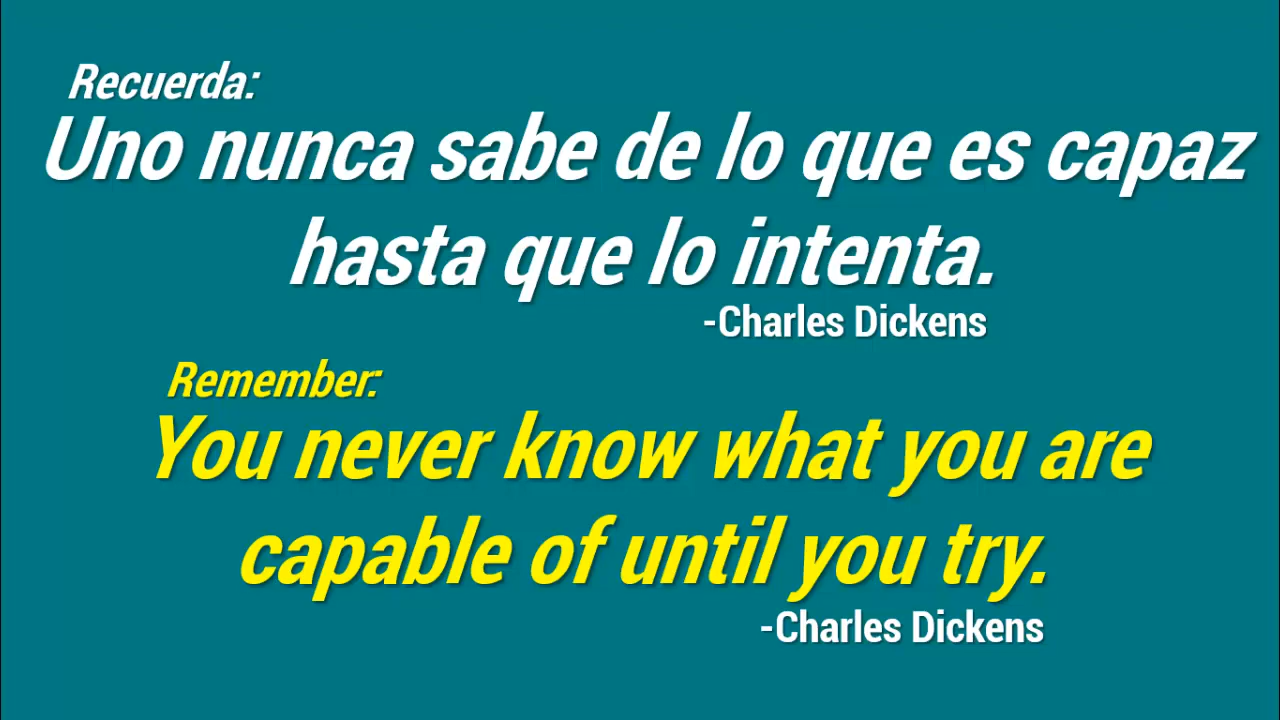 Recuerda:
Uno nunca sabe de lo que es capaz
hasta que lo intenta.
-Charles Dickens
Remember:
You never know what you are
capable of until you try.
-Charles Dickens